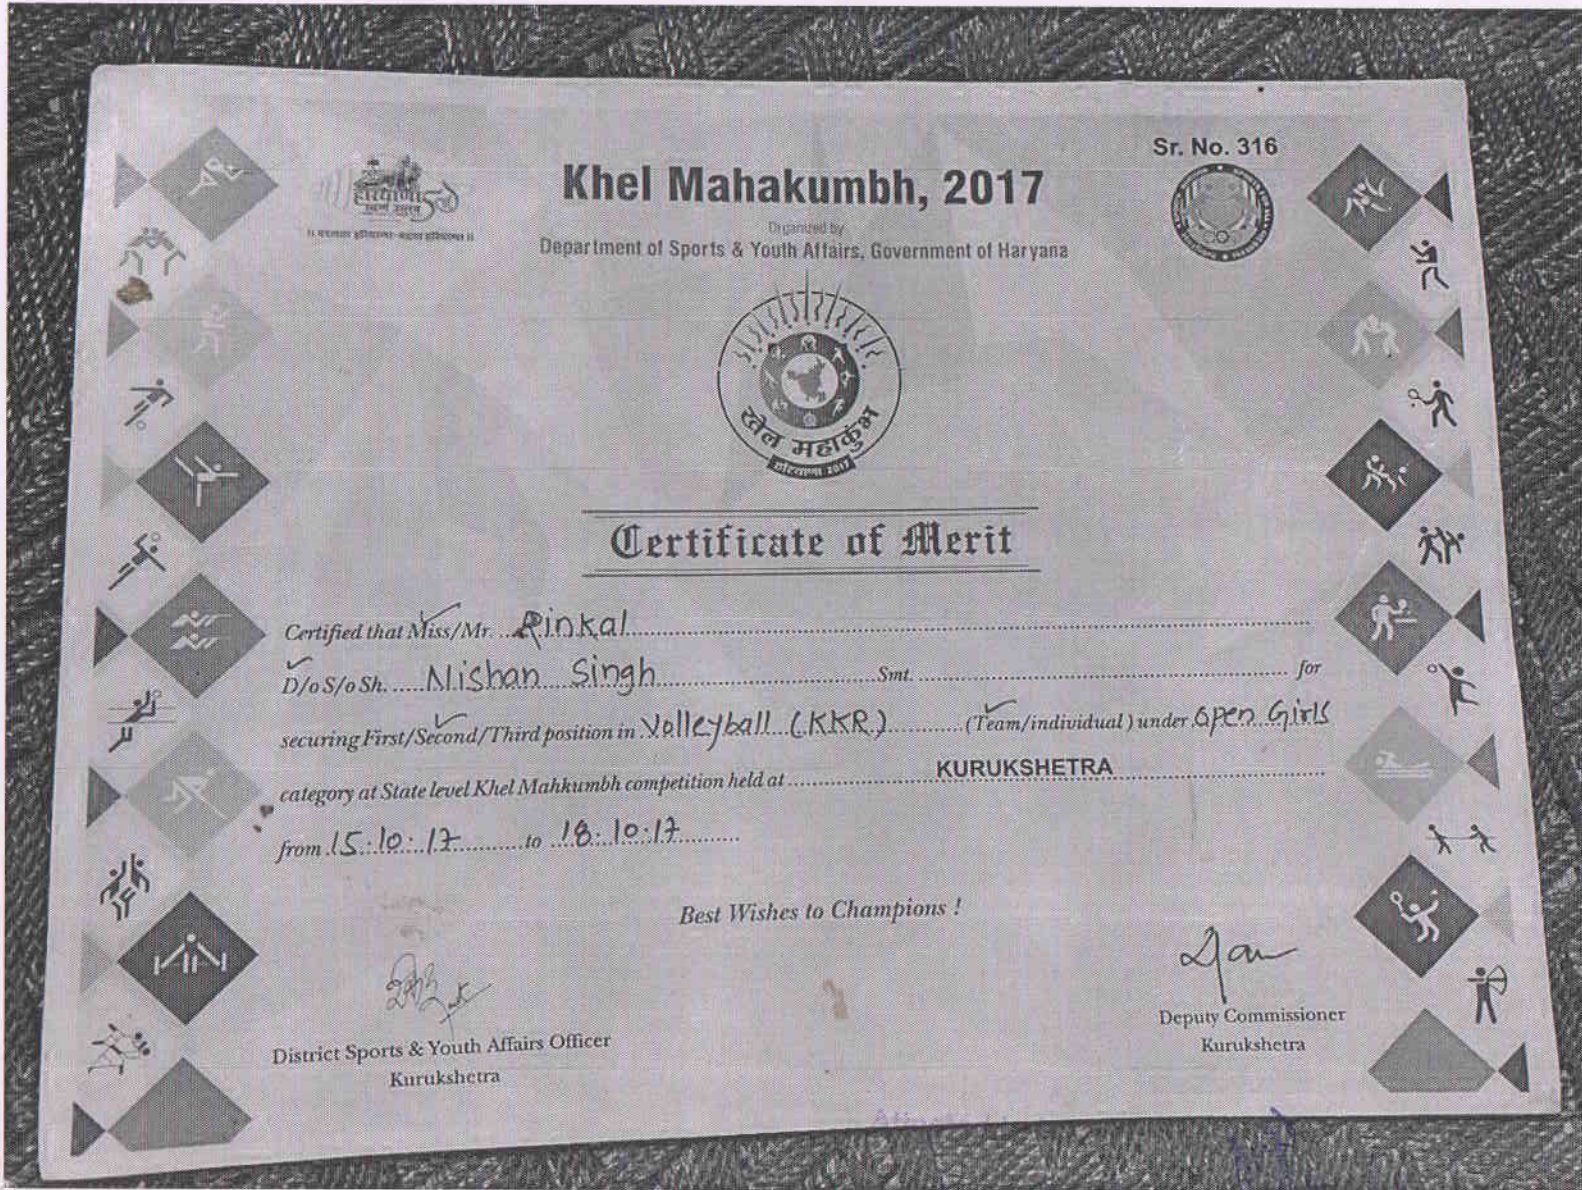 Sr. No. 316
हरियाणा
स्वर्ण जयंती
Khel Mahakumbh, 2017
Organized by
Department of Sports & Youth Affairs, Government of Haryana
खेल महाकुंभ
हरियाणा 2017
Certificate of Merit
Certified that Miss/Mr. Rinkal
D/o S/o Sh. Nishan Singh Smt. for
securing First/Second/Third position in Volleyball (KKR) (Team/individual) under Open Girls
category at State level Khel Mahkumbh competition held at KURUKSHETRA
from 15:10:17 to 18:10:17
Best Wishes to Champions !
District Sports & Youth Affairs Officer
Kurukshetra
Deputy Commissioner
Kurukshetra